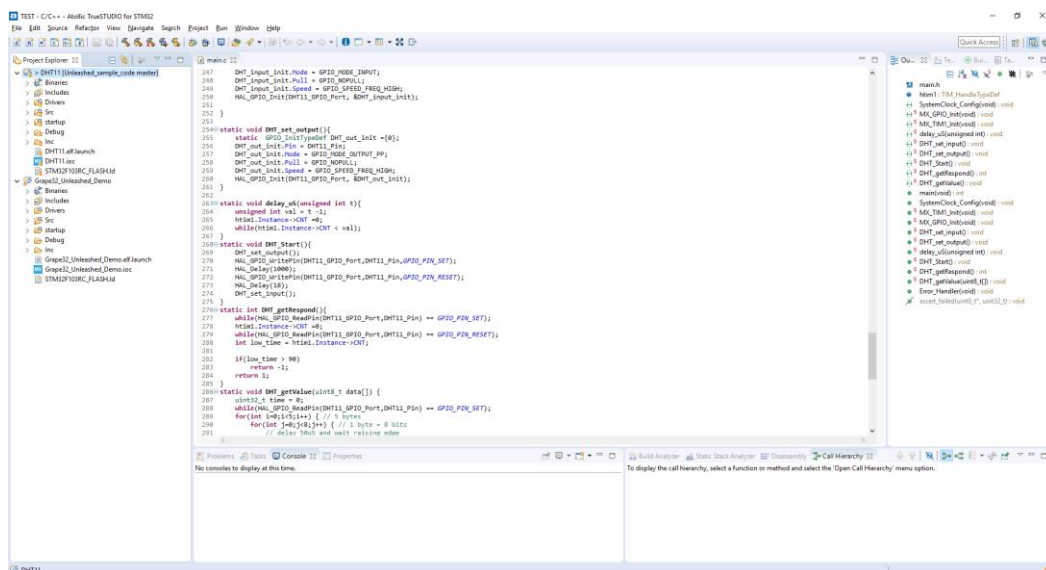 TEST - C/C++ - Atollic TrueSTUDIO for STM32
File Edit Source Refactor View Navigate Search Project Run Window Help
Quick Access
Project Explorer
> DHT11 [Unleashed_sample_code master]
Binaries
Includes
Drivers
Src
startup
Debug
Inc
DHT11.elf.launch
DHT11.ioc
STM32F103RC_FLASH.ld
Grape32_Unleashed_Demo
Binaries
Includes
Drivers
Src
startup
Debug
Inc
Grape32_Unleashed_Demo.elf.launch
Grape32_Unleashed_Demo.ioc
STM32F103RC_FLASH.ld
main.c
247 DHT_input_init.Mode = GPIO_MODE_INPUT;
248 DHT_input_init.Pull = GPIO_NOPULL;
249 DHT_input_init.Speed = GPIO_SPEED_FREQ_HIGH;
250 HAL_GPIO_Init(DHT11_GPIO_Port, &DHT_input_init);
251
252 }
253
254 static void DHT_set_output(){
255 static GPIO_InitTypeDef DHT_out_init ={0};
256 DHT_out_init.Pin = DHT11_Pin;
257 DHT_out_init.Mode = GPIO_MODE_OUTPUT_PP;
258 DHT_out_init.Pull = GPIO_NOPULL;
259 DHT_out_init.Speed = GPIO_SPEED_FREQ_HIGH;
260 HAL_GPIO_Init(DHT11_GPIO_Port, &DHT_out_init);
261 }
262
263 static void delay_uS(unsigned int t){
264 unsigned int val = t -1;
265 htim1.Instance->CNT =0;
266 while(htim1.Instance->CNT < val);
267 }
268 static void DHT_Start(){
269 DHT_set_output();
270 HAL_GPIO_WritePin(DHT11_GPIO_Port,DHT11_Pin,GPIO_PIN_SET);
271 HAL_Delay(1000);
272 HAL_GPIO_WritePin(DHT11_GPIO_Port,DHT11_Pin,GPIO_PIN_RESET);
273 HAL_Delay(18);
274 DHT_set_input();
275 }
276 static int DHT_getRespond(){
277 while(HAL_GPIO_ReadPin(DHT11_GPIO_Port,DHT11_Pin) == GPIO_PIN_SET);
278 htim1.Instance->CNT =0;
279 while(HAL_GPIO_ReadPin(DHT11_GPIO_Port,DHT11_Pin) == GPIO_PIN_RESET);
280 int low_time = htim1.Instance->CNT;
281
282 if(low_time > 90)
283 return -1;
284 return 1;
285 }
286 static void DHT_getValue(uint8_t data[]) {
287 uint32_t time = 0;
288 while(HAL_GPIO_ReadPin(DHT11_GPIO_Port,DHT11_Pin) == GPIO_PIN_SET);
289 for(int i=0;i<5;i++) { // 5 bytes
290 for(int j=0;j<8;j++) { // 1 byte = 8 bits
291 // delay 50uS and wait raising edge
Ou... Te... Bui... Ta...
main.h
htim1 : TIM_HandleTypeDef
SystemClock_Config(void) : void
MX_GPIO_Init(void) : void
MX_TIM1_Init(void) : void
delay_uS(unsigned int) : void
DHT_set_input() : void
DHT_set_output() : void
DHT_Start() : void
DHT_getRespond() : int
DHT_getValue() : void
main(void) : int
SystemClock_Config(void) : void
MX_TIM1_Init(void) : void
MX_GPIO_Init(void) : void
DHT_set_input() : void
DHT_set_output() : void
delay_uS(unsigned int) : void
DHT_Start() : void
DHT_getRespond() : int
DHT_getValue(uint8_t[]) : void
Error_Handler(void) : void
assert_failed(uint8_t*, uint32_t) : void
Problems Tasks Console Properties
No consoles to display at this time.
Build Analyzer Static Stack Analyzer Disassembly Call Hierarchy
To display the call hierarchy, select a function or method and select the 'Open Call Hierarchy' menu option.
DHT11